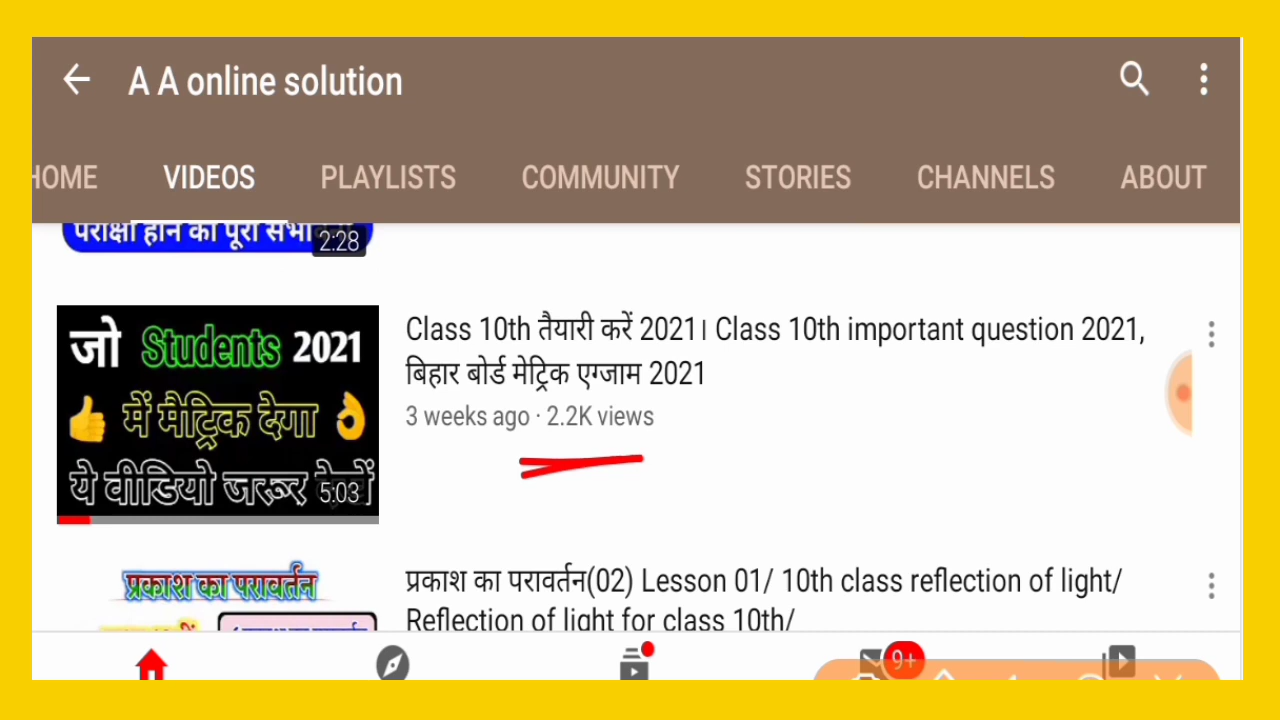 A A online solution
HOME VIDEOS PLAYLISTS COMMUNITY STORIES CHANNELS ABOUT
परीक्षा होने की पूरी
2:28
जो Students 2021
में मैट्रिक देगा
ये वीडियो जरूर देखें
5:03
Class 10th तैयारी करें 2021। Class 10th important question 2021,
बिहार बोर्ड मेट्रिक एग्जाम 2021
3 weeks ago · 2.2K views
प्रकाश का परावर्तन
प्रकाश का परावर्तन(02) Lesson 01/ 10th class reflection of light/
Reflection of light for class 10th/
9+